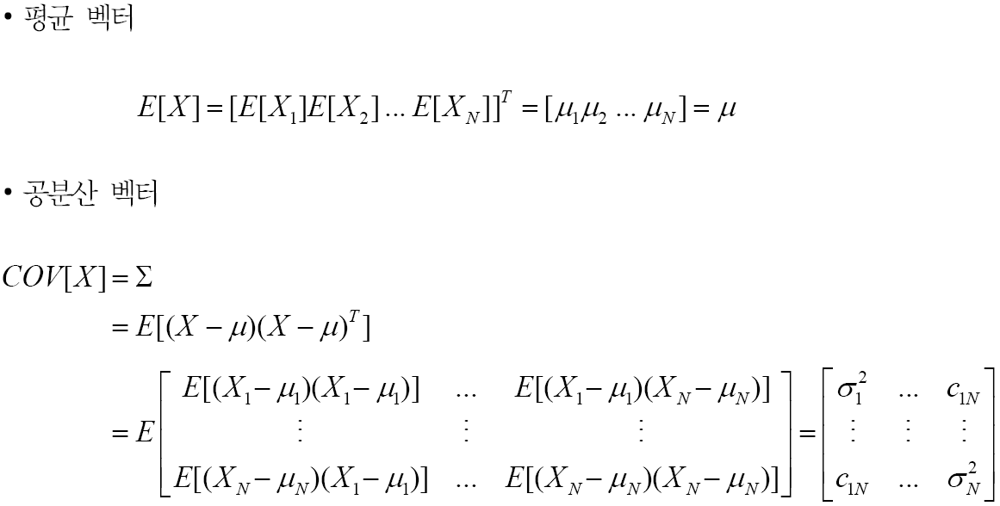 • 평균 벡터
E[X] = [E[X₁]E[X₂]... E[X_N]]ᵀ = [μ₁μ₂ ... μ_N] = μ
• 공분산 벡터
COV[X] = Σ
= E[(X − μ)(X − μ)ᵀ]
= E [ E[(X₁− μ₁)(X₁− μ₁)] ... E[(X₁− μ₁)(X_N− μ_N)] ] = [ σ₁² ... c₁N ]
⋮ ⋮ ⋮ ⋮ ⋮ ⋮
E[(X_N− μ_N)(X₁− μ₁)] ... E[(X_N− μ_N)(X_N− μ_N)] c₁N ... σ_N²